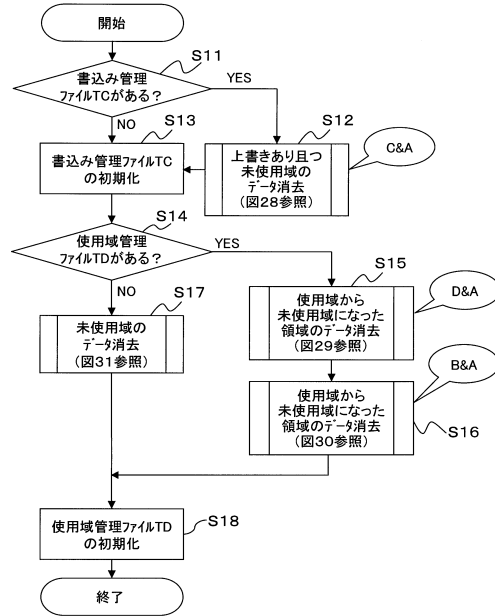 開始
S11
書込み管理
ファイルTCがある?
YES
NO
S13
S12
書込み管理ファイルTC
の初期化
上書きあり且つ
未使用域の
データ消去
(図28参照)
C&A
S14
使用域管理
ファイルTDがある?
YES
NO
S15
S17
使用域から
未使用域になった
領域のデータ消去
(図29参照)
D&A
未使用域の
データ消去
(図31参照)
B&A
使用域から
未使用域になった
領域のデータ消去
(図30参照)
S16
使用域管理ファイルTD
の初期化
S18
終了